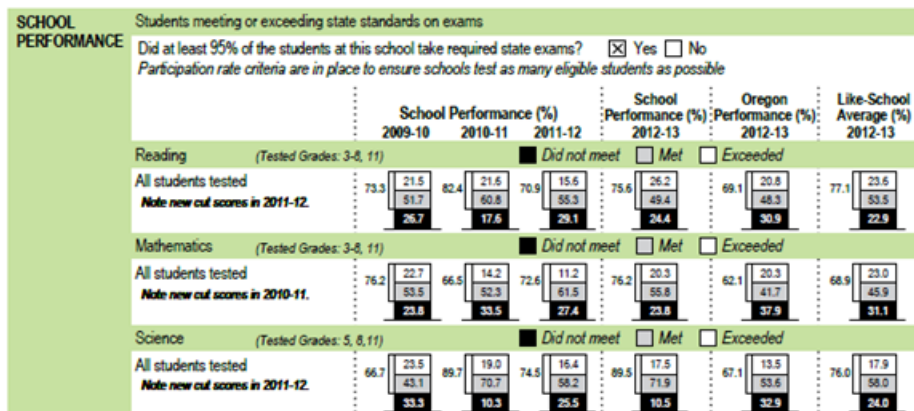 SCHOOL PERFORMANCE
Students meeting or exceeding state standards on exams
Did at least 95% of the students at this school take required state exams? ☒ Yes ☐ No
Participation rate criteria are in place to ensure schools test as many eligible students as possible
School Performance (%) School Performance (%) Oregon Performance (%) Like-School Average (%)
2009-10 2010-11 2011-12 2012-13 2012-13 2012-13
Reading (Tested Grades: 3-8, 11) Did not meet Met Exceeded
All students tested
Note new cut scores in 2011-12.
73.3 21.5 82.4 21.6 70.9 15.6 75.6 26.2 69.1 20.8 77.1 23.6
51.7 60.8 55.3 49.4 48.3 53.5
26.7 17.6 29.1 24.4 30.9 22.9
Mathematics (Tested Grades: 3-8, 11) Did not meet Met Exceeded
All students tested
Note new cut scores in 2010-11.
76.2 22.7 66.5 14.2 72.6 11.2 76.2 20.3 62.1 20.3 68.9 23.0
53.5 52.3 61.5 55.8 41.7 45.9
23.8 33.5 27.4 23.8 37.9 31.1
Science (Tested Grades: 5, 8,11) Did not meet Met Exceeded
All students tested
Note new cut scores in 2011-12.
66.7 23.5 89.7 19.0 74.5 16.4 89.5 17.5 67.1 13.5 76.0 17.9
43.1 70.7 58.2 71.9 53.6 58.0
33.3 10.3 25.5 10.5 32.9 24.0